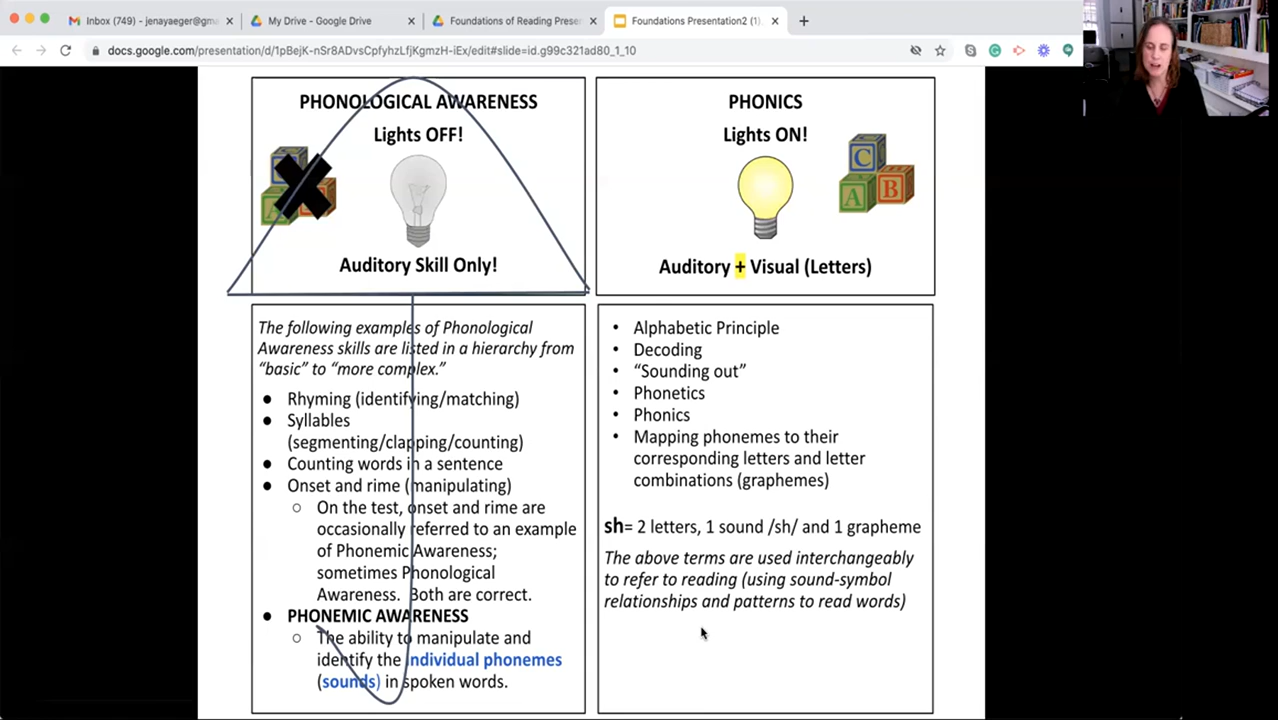 Inbox (749) - jenayaeger@gm
My Drive - Google Drive
Foundations of Reading Presen
Foundations Presentation2 (1)
docs.google.com/presentation/d/1pBejK-nSr8ADvsCpfyhzLfjKgmzH-iEx/edit#slide=id.g99c321ad80_1_10
PHONOLOGICAL AWARENESS
Lights OFF!
Auditory Skill Only!
The following examples of Phonological
Awareness skills are listed in a hierarchy from
“basic” to “more complex.”
● Rhyming (identifying/matching)
● Syllables
(segmenting/clapping/counting)
● Counting words in a sentence
● Onset and rime (manipulating)
○ On the test, onset and rime are
occasionally referred to an example
of Phonemic Awareness;
sometimes Phonological
Awareness. Both are correct.
● PHONEMIC AWARENESS
○ The ability to manipulate and
identify the individual phonemes
(sounds) in spoken words.
PHONICS
Lights ON!
C
A B
Auditory + Visual (Letters)
• Alphabetic Principle
• Decoding
• “Sounding out”
• Phonetics
• Phonics
• Mapping phonemes to their
corresponding letters and letter
combinations (graphemes)
sh= 2 letters, 1 sound /sh/ and 1 grapheme
The above terms are used interchangeably
to refer to reading (using sound-symbol
relationships and patterns to read words)